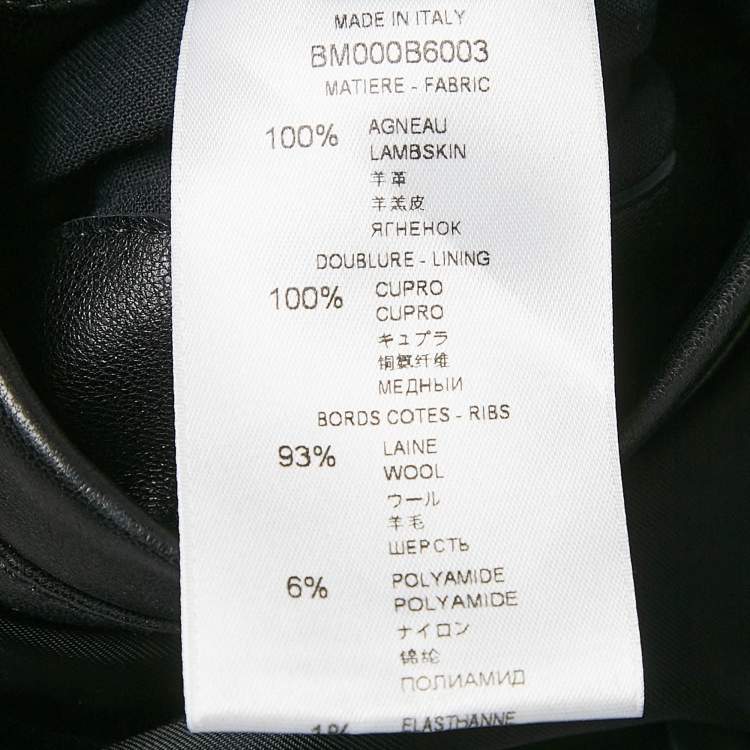 MADE IN ITALY
BM000B6003
MATIERE - FABRIC
100% AGNEAU
LAMBSKIN
羊革
羊羔皮
ЯГНЕНОК
DOUBLURE - LINING
100% CUPRO
CUPRO
キュプラ
铜氨纤维
МЕДНЫЙ
BORDS COTES - RIBS
93% LAINE
WOOL
ウール
羊毛
ШЕРСТЬ
6% POLYAMIDE
POLYAMIDE
ナイロン
锦纶
ПОЛИАМИД
1% ELASTHANNE